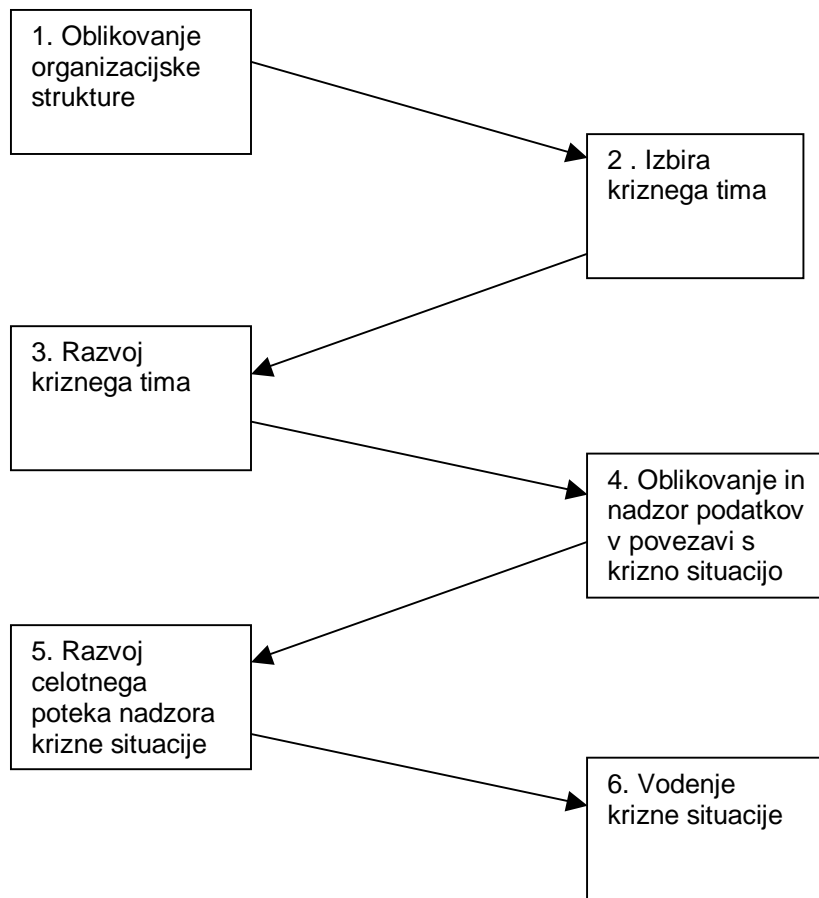 1. Oblikovanje
organizacijske
strukture
2 . Izbira
kriznega tima
3. Razvoj
kriznega tima
4. Oblikovanje in
nadzor podatkov
v povezavi s
krizno situacijo
5. Razvoj
celotnega
poteka nadzora
krizne situacije
6. Vodenje
krizne situacije